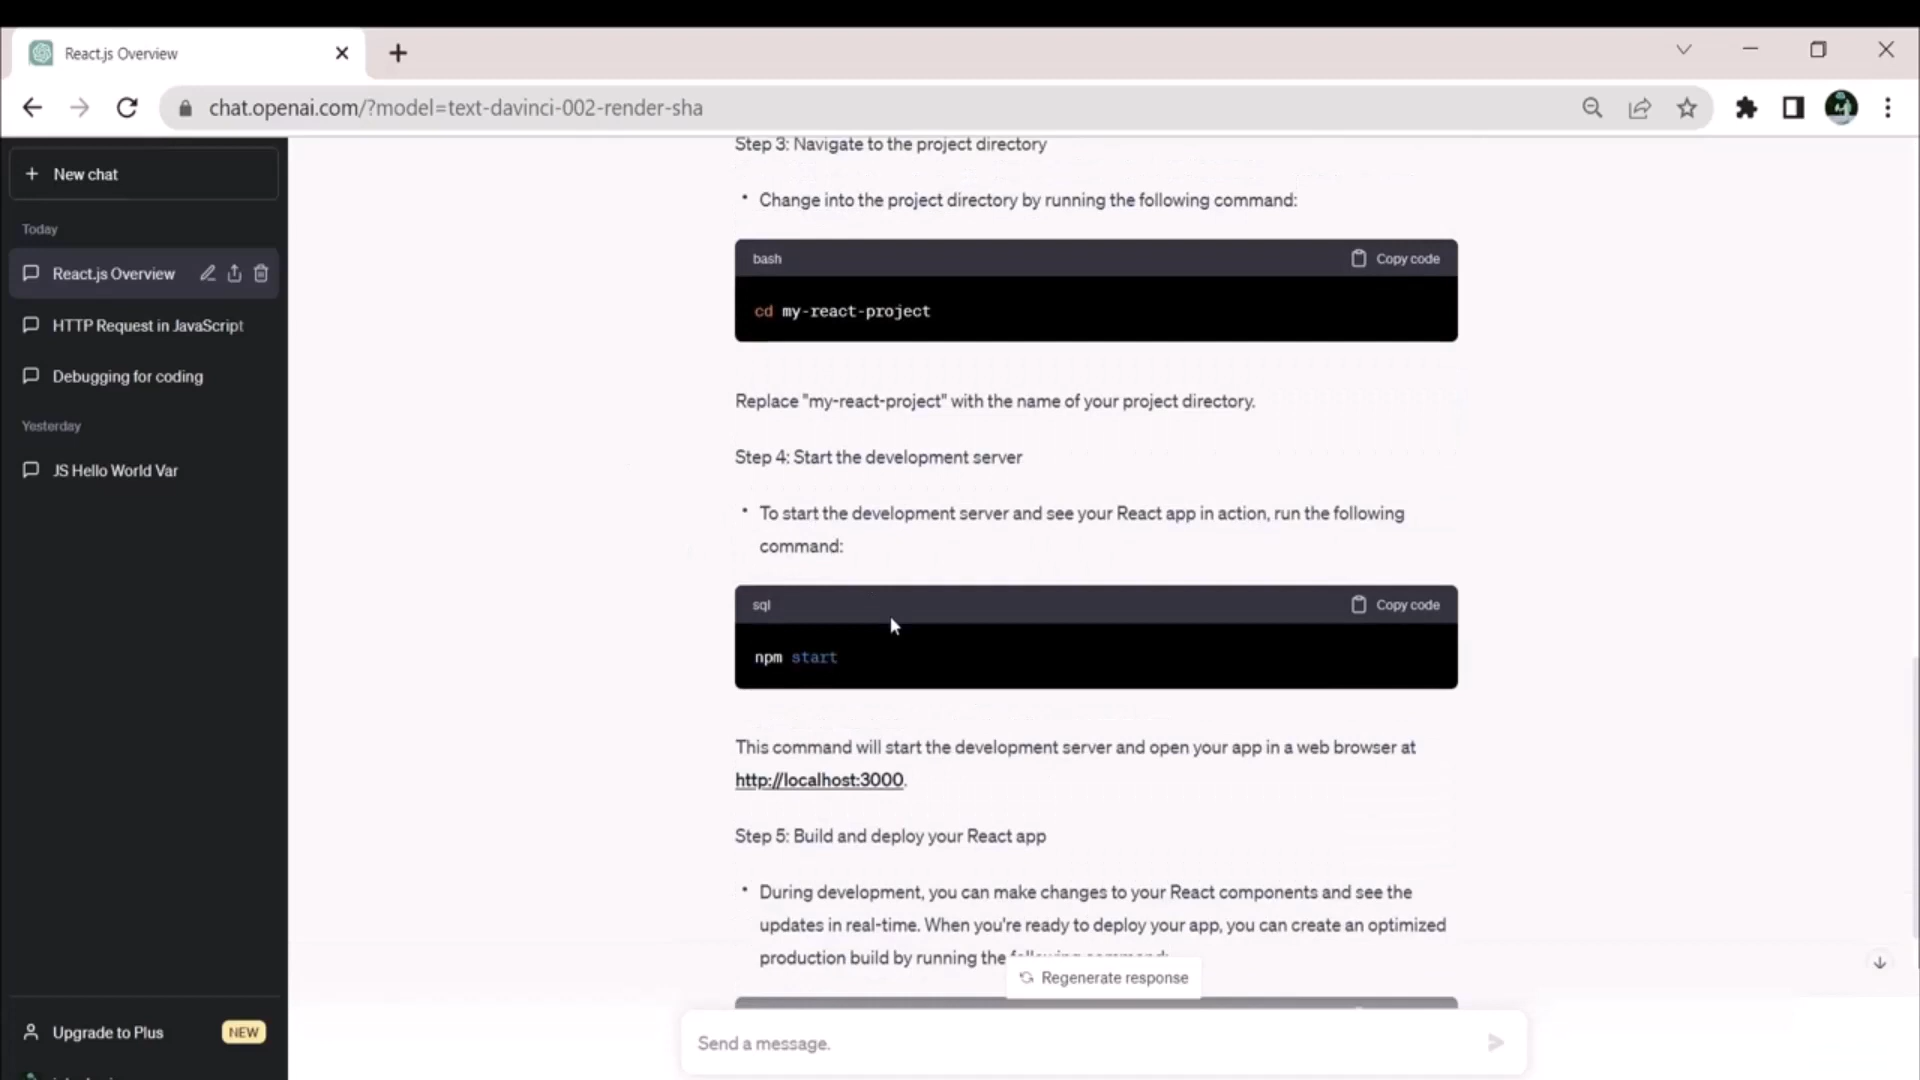 React.js Overview
chat.openai.com/?model=text-davinci-002-render-sha
New chat
Today
React.js Overview
HTTP Request in JavaScript
Debugging for coding
Yesterday
JS Hello World Var
Upgrade to Plus NEW
Step 3: Navigate to the project directory
• Change into the project directory by running the following command:
bash Copy code
cd my-react-project
Replace "my-react-project" with the name of your project directory.
Step 4: Start the development server
• To start the development server and see your React app in action, run the following
command:
sql Copy code
npm start
This command will start the development server and open your app in a web browser at
http://localhost:3000.
Step 5: Build and deploy your React app
• During development, you can make changes to your React components and see the
updates in real-time. When you're ready to deploy your app, you can create an optimized
production build by running the following command:
Regenerate response
Send a message.